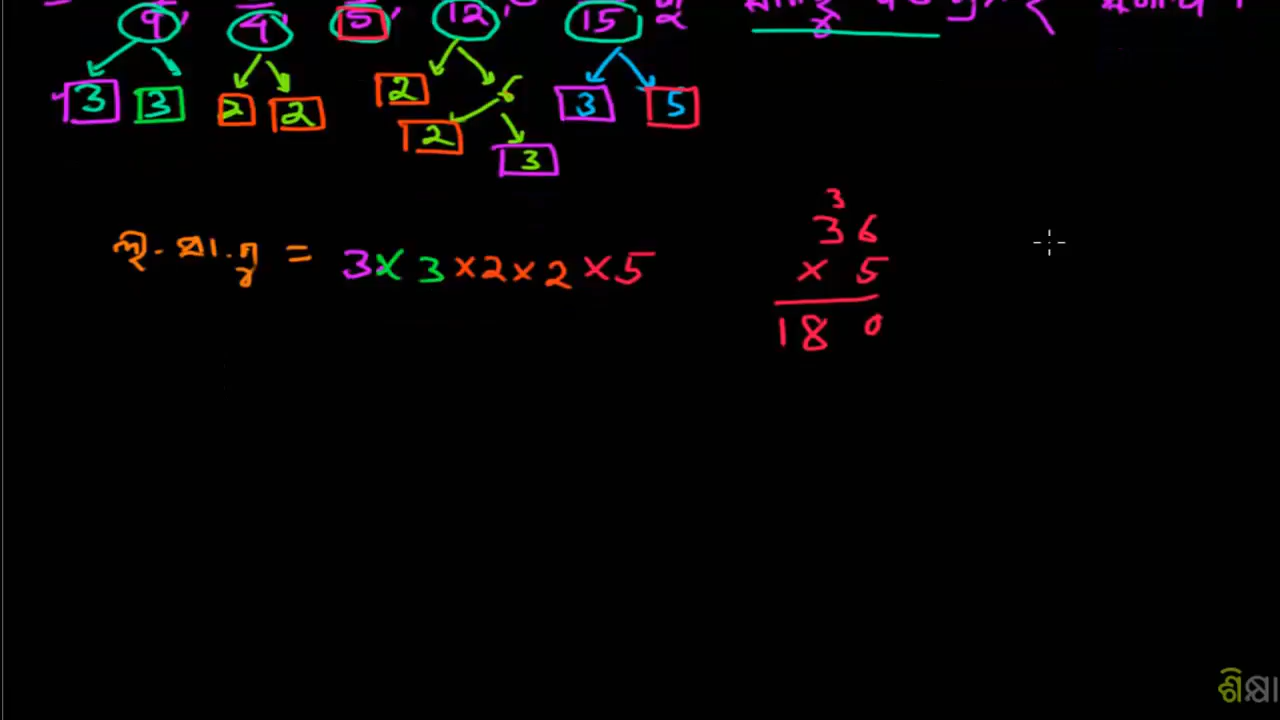 9, 4, 5, 12, 15
3 3 2 2 2 6 3 5
2 3
ଲ.ସା.ଗୁ = 3 × 3 × 2 × 2 × 5
3
36
× 5
180
ଶିକ୍ଷା